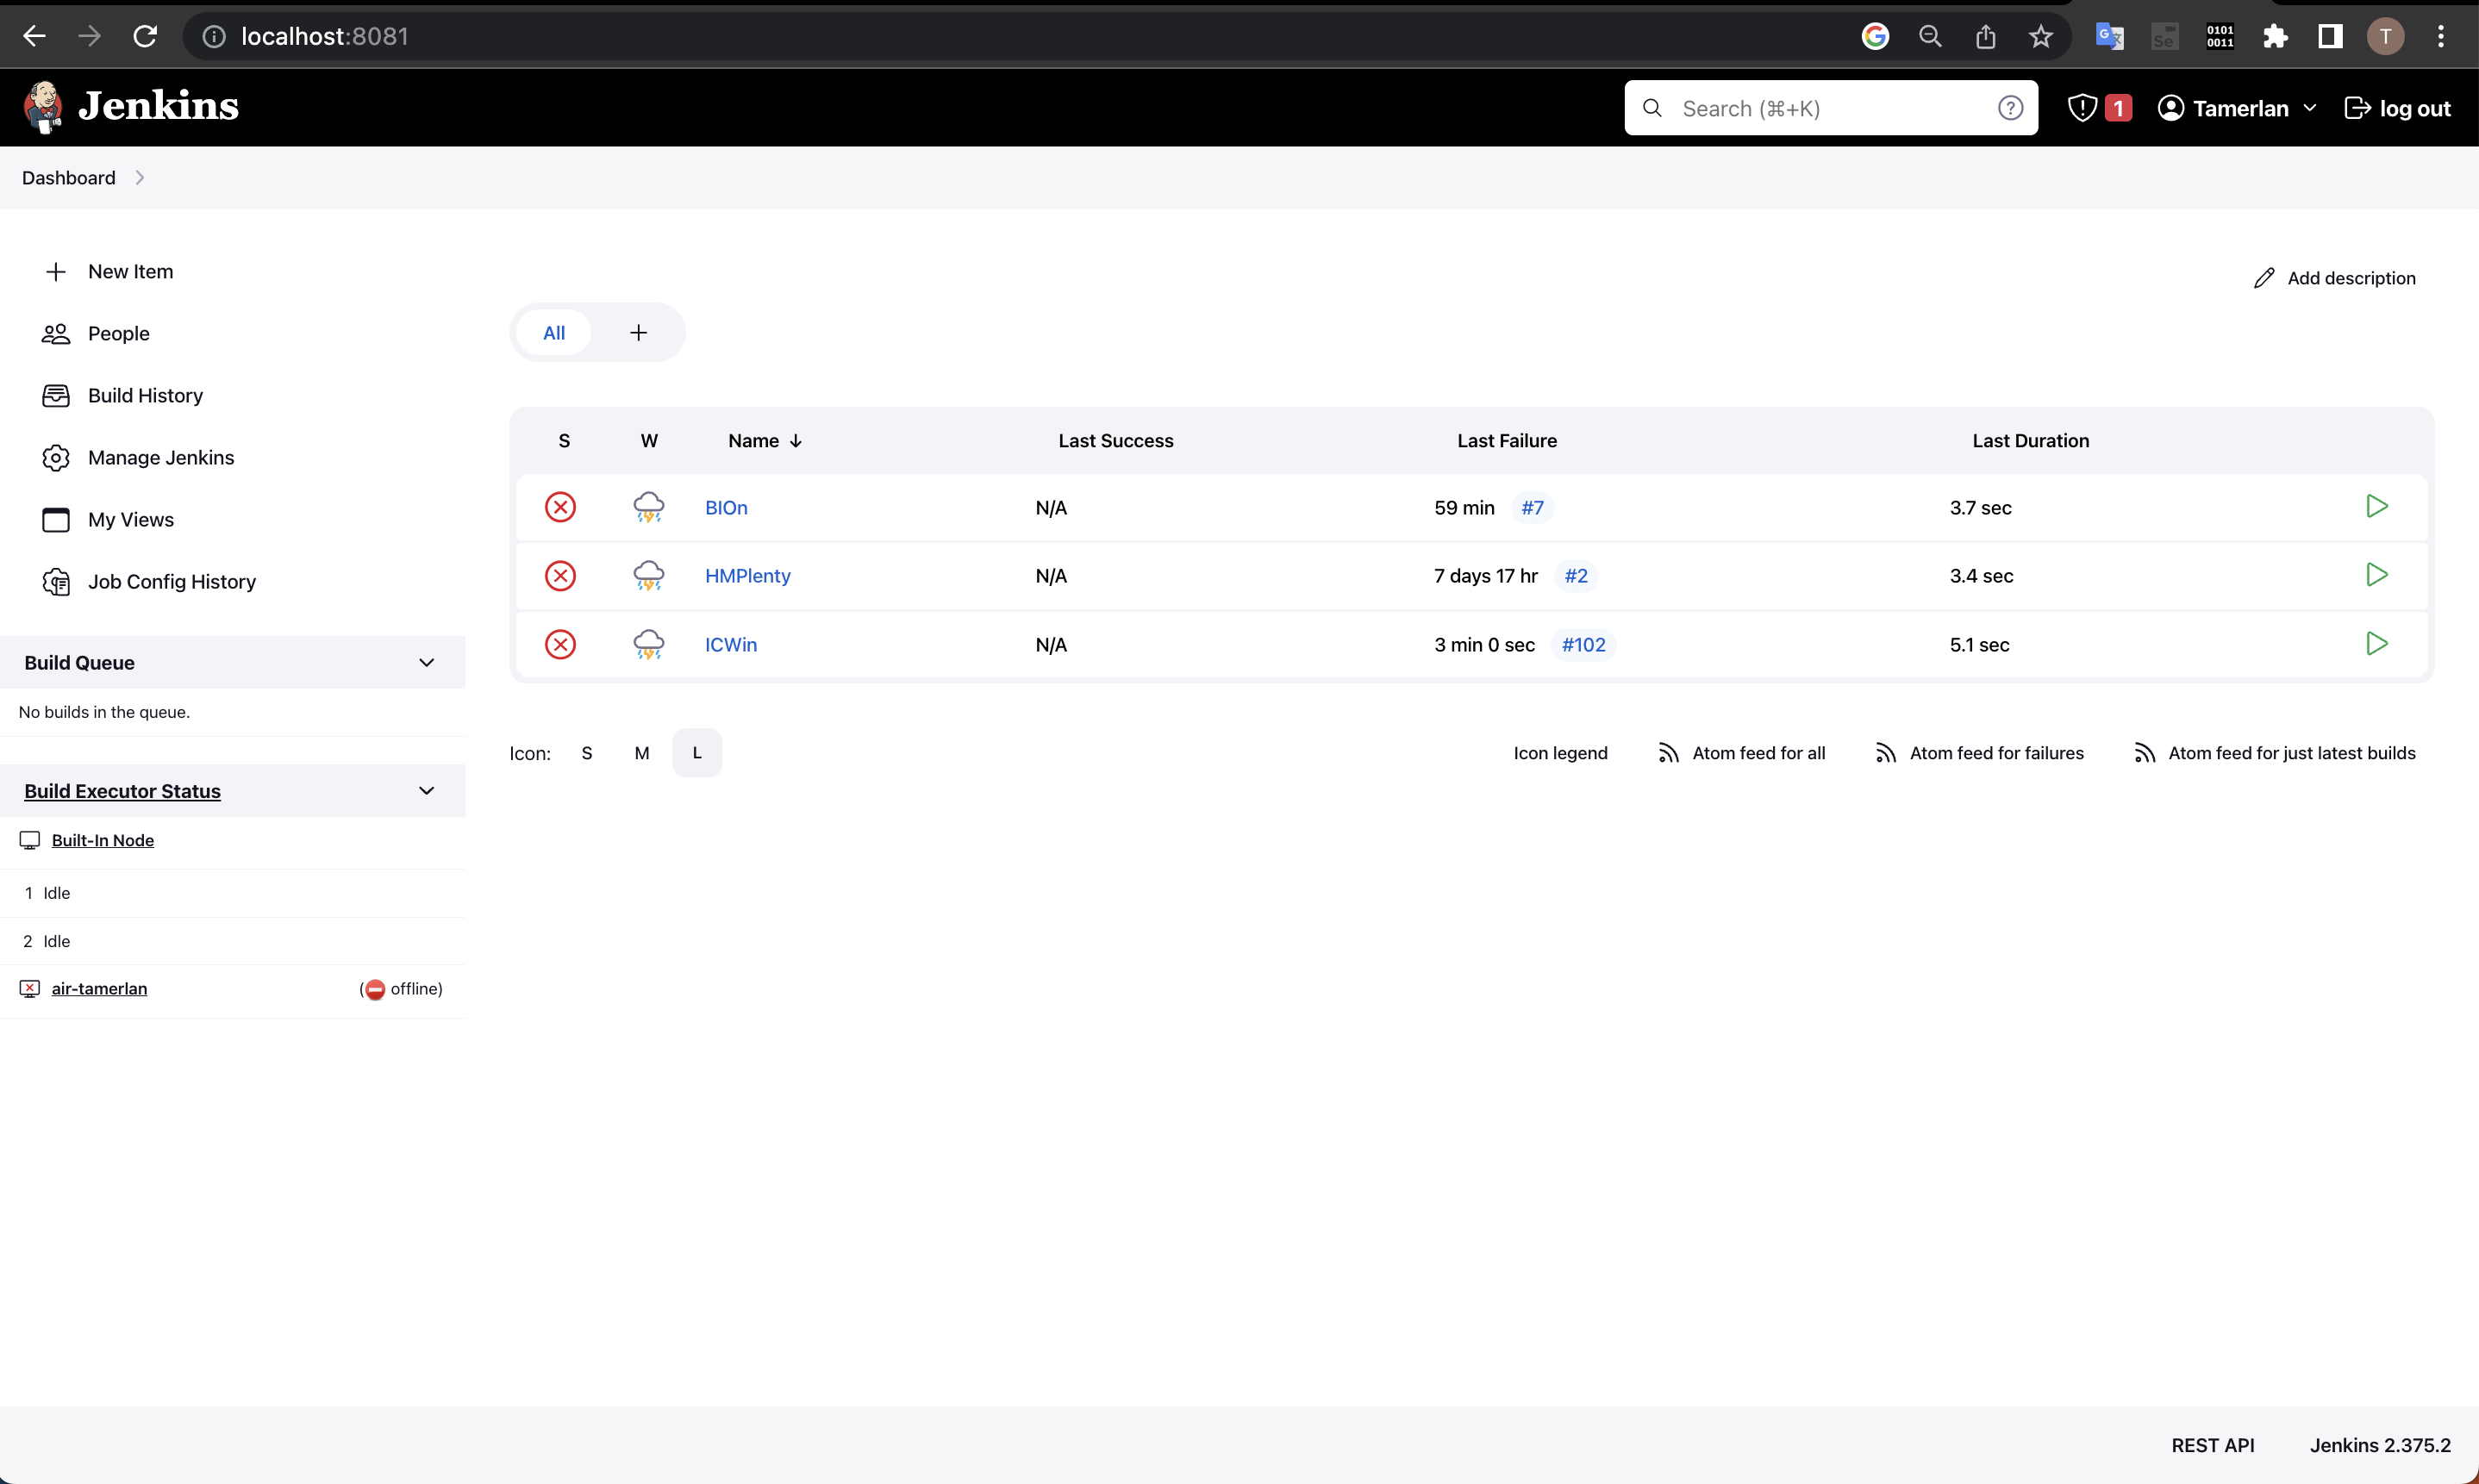 localhost:8081
G
Se
0101
0011
T
Jenkins
Search (⌘+K)
1
Tamerlan
log out
Dashboard
New Item
People
Build History
Manage Jenkins
My Views
Job Config History
Build Queue
No builds in the queue.
Build Executor Status
Built-In Node
1 Idle
2 Idle
air-tamerlan (offline)
Add description
All +
S W Name ↓ Last Success Last Failure Last Duration
BIOn N/A 59 min #7 3.7 sec
HMPlenty N/A 7 days 17 hr #2 3.4 sec
ICWin N/A 3 min 0 sec #102 5.1 sec
Icon: S M L
Icon legend Atom feed for all Atom feed for failures Atom feed for just latest builds
REST API Jenkins 2.375.2